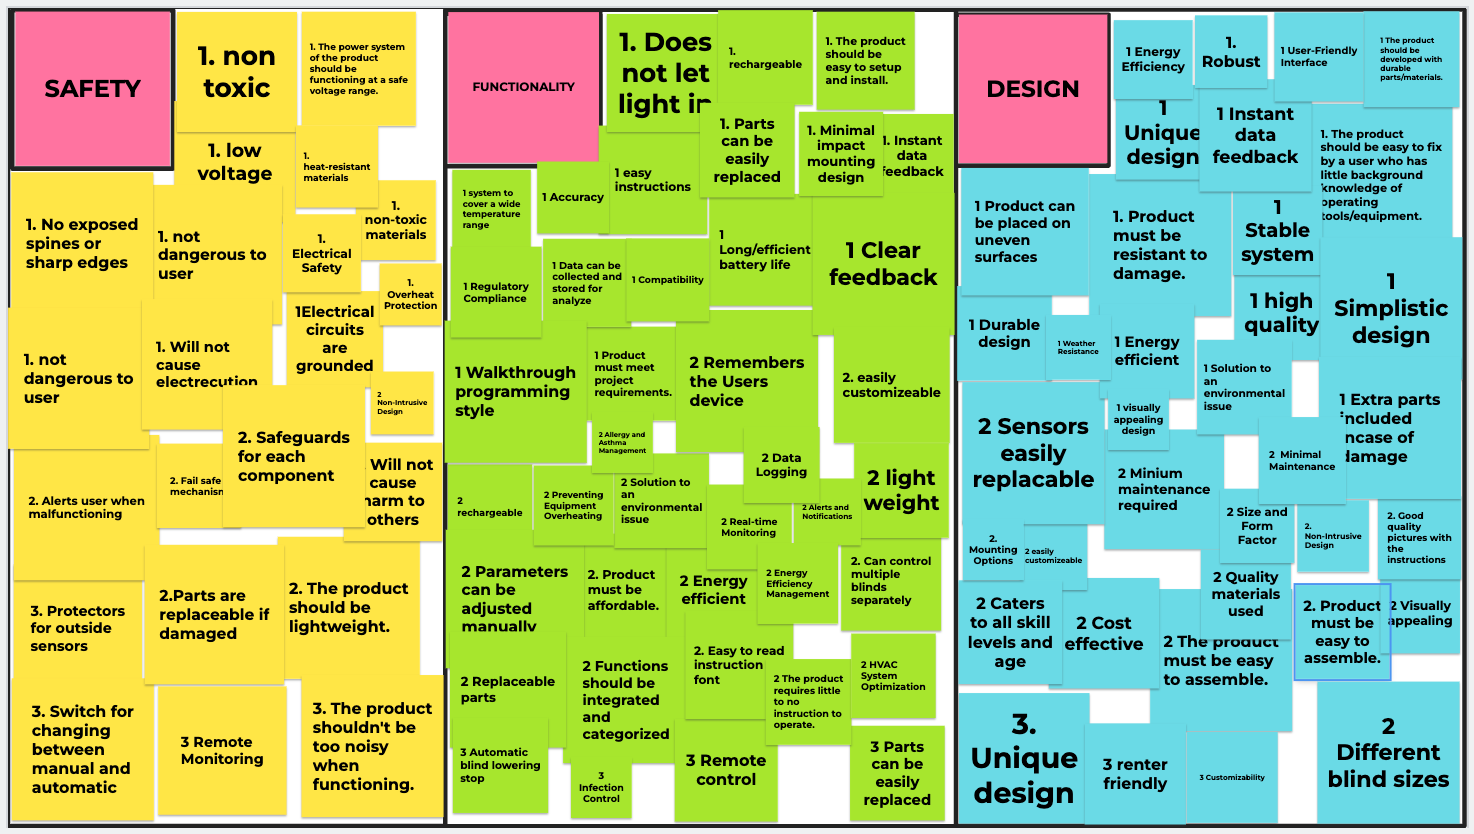 SAFETY
1. non
toxic
1. The power system
of the product
should be
functioning at a safe
voltage range.
1. low
voltage
1.
heat-resistant
materials
1. No exposed
spines or
sharp edges
1. not
dangerous to
user
1.
Electrical
Safety
1.
non-toxic
materials
1.
Overheat
Protection
1. not
dangerous to
user
1. Will not
cause
electrecution
1Electrical
circuits
are
grounded
2
Non-Intrusive
Design
2. Safeguards
for each
component
2. Alerts user when
malfunctioning
2. Fail safe
mechanism
Will not
cause
harm to
others
3. Protectors
for outside
sensors
2.Parts are
replaceable if
damaged
2. The product
should be
lightweight.
3. Switch for
changing
between
manual and
automatic
3 Remote
Monitoring
3. The product
shouldn't be
too noisy
when
functioning.
FUNCTIONALITY
1. Does
not let
light in
1.
rechargeable
1. The product
should be
easy to setup
and install.
1. Parts
can be
easily
replaced
1. Minimal
impact
mounting
design
1. Instant
data
feedback
1 system to
cover a wide
temperature
range
1 Accuracy
1 easy
instructions
1
Long/efficient
battery life
1 Clear
feedback
1 Regulatory
Compliance
1 Data can be
collected and
stored for
analyze
1 Compatibility
1 Walkthrough
programming
style
1 Product
must meet
project
requirements.
2 Remembers
the Users
device
2. easily
customizeable
2 Allergy and
Asthma
Management
2
rechargeable
2 Preventing
Equipment
Overheating
2 Solution to
an
environmental
issue
2 Data
Logging
2 Real-time
Monitoring
2 Alerts and
Notifications
2 light
weight
2 Parameters
can be
adjusted
manually
2. Product
must be
affordable.
2 Energy
efficient
2 Energy
Efficiency
Management
2. Can control
multiple
blinds
separately
2 Replaceable
parts
2 Functions
should be
integrated
and
categorized
2. Easy to read
instruction
font
2 The product
requires little
to no
instruction to
operate.
2 HVAC
System
Optimization
3 Automatic
blind lowering
stop
3
Infection
Control
3 Remote
control
3 Parts
can be
easily
replaced
DESIGN
1 Energy
Efficiency
1.
Robust
1 User-Friendly
Interface
1 The product
should be
developed with
durable
parts/materials.
1
Unique
design
1 Instant
data
feedback
1. The product
should be easy to fix
by a user who has
little background
knowledge of
operating
tools/equipment.
1 Product can
be placed on
uneven
surfaces
1. Product
must be
resistant to
damage.
1
Stable
system
1 Durable
design
1 Weather
Resistance
1 Energy
efficient
1 high
quality
1
Simplistic
design
1 Solution to
an
environmental
issue
1 visually
appealing
design
1 Extra parts
included
incase of
damage
2 Sensors
easily
replacable
2 Minium
maintenance
required
2 Minimal
Maintenance
2 Size and
Form
Factor
2.
Non-Intrusive
Design
2. Good
quality
pictures with
the
instructions
2.
Mounting
Options
2 easily
customizeable
2 Caters
to all skill
levels and
age
2 Cost
effective
2 Quality
materials
used
2 The product
must be easy
to assemble.
2. Product
must be
easy to
assemble.
2 Visually
appealing
3.
Unique
design
3 renter
friendly
3 Customizability
2
Different
blind sizes